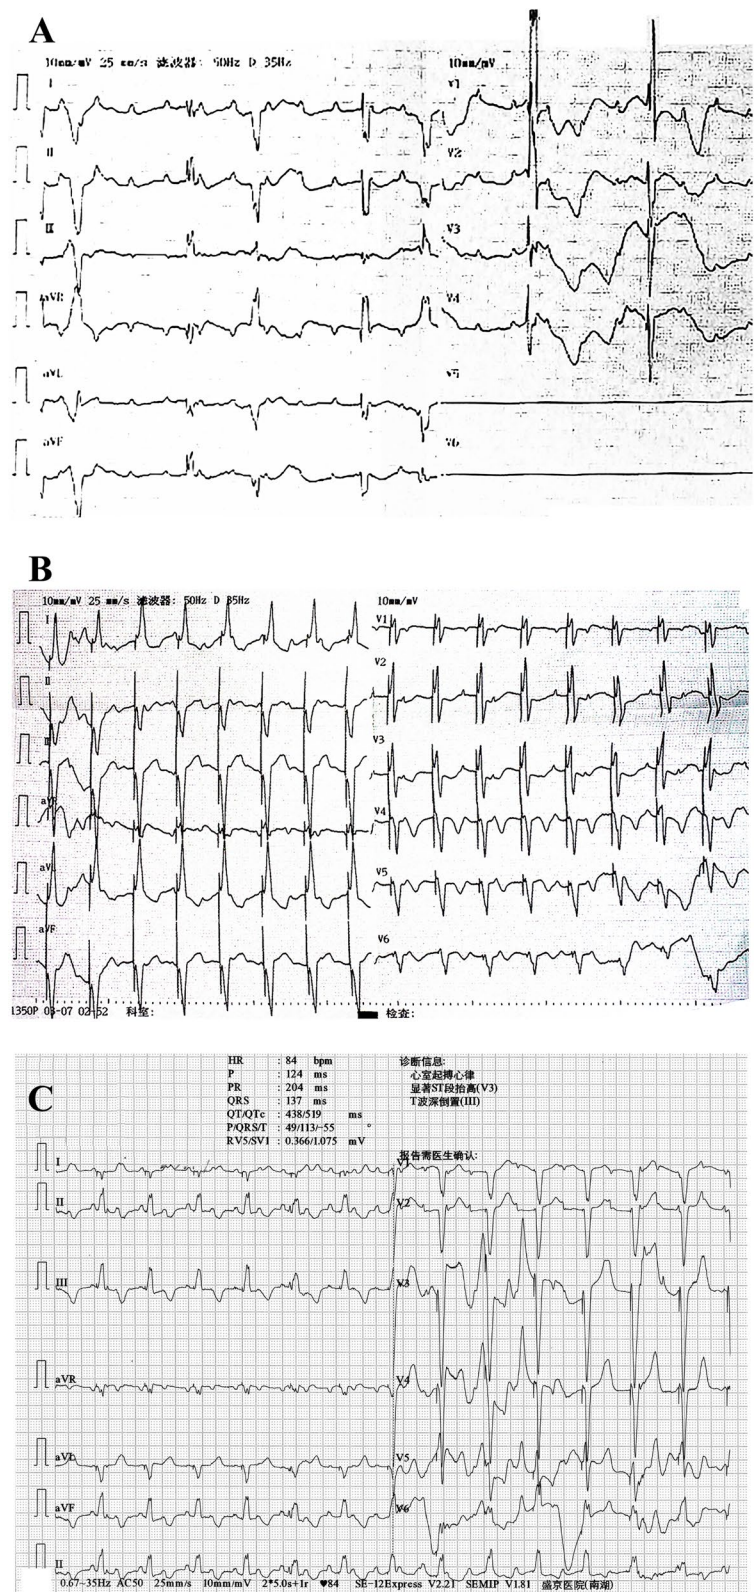 A
10mm/mV 25 mm/s 滤波器: 50Hz D 35Hz
10mm/mV
I
V1
II
V2
III
V3
aVR
V4
aVL
V5
aVF
V6
B
10mm/mV 25 mm/s 滤波器: 50Hz D 35Hz
10mm/mV
I
V1
II
V2
III
V3
aVR
V4
aVL
V5
aVF
V6
1350P 03-07 02:52 科室:
检查:
C
HR : 84 bpm
P : 124 ms
PR : 204 ms
QRS : 137 ms
QT/QTc : 438/519 ms
P/QRS/T : 49/113/-55 °
RV5/SV1 : 0.366/1.075 mV
诊断信息:
心室起搏心律
显著ST段抬高(V3)
T波深倒置(III)
报告需医生确认:
I
V1
II
V2
III
V3
aVR
V4
aVL
V5
aVF
V6
II
0.67~35Hz AC50 25mm/s 10mm/mV 2*5.0s+1r ♥84 SE-12Express V2.21 SEMIP V1.81 盛京医院(南湖)